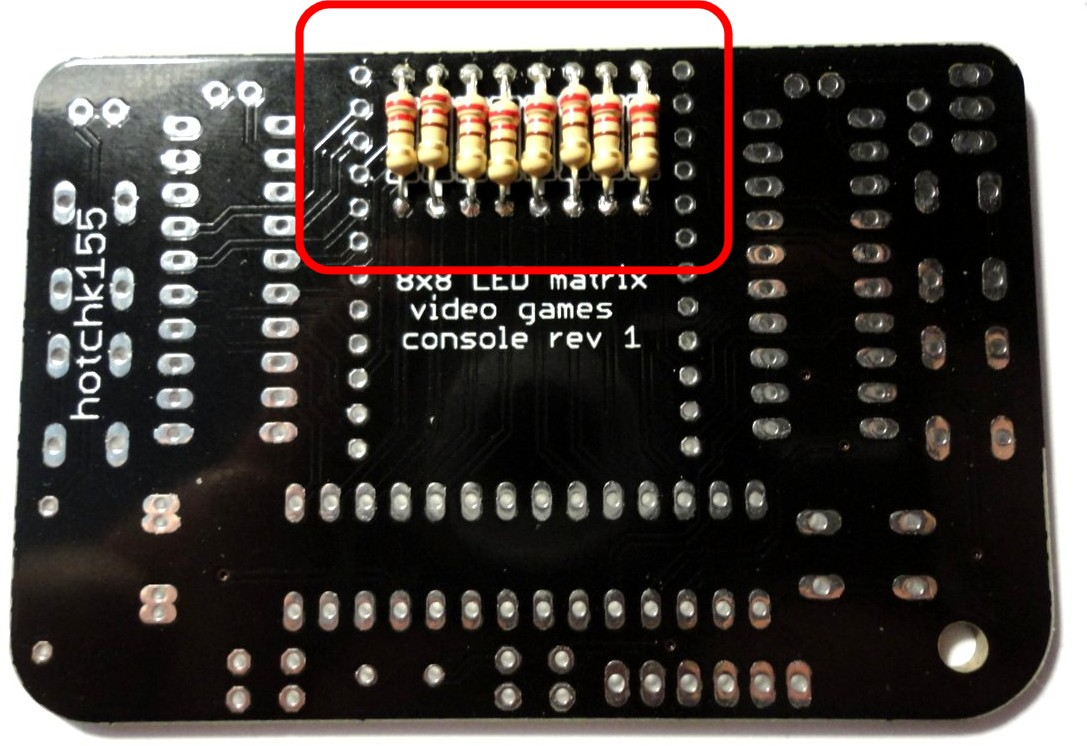 hotchk155
8x8 LED matrix
video games
console rev 1